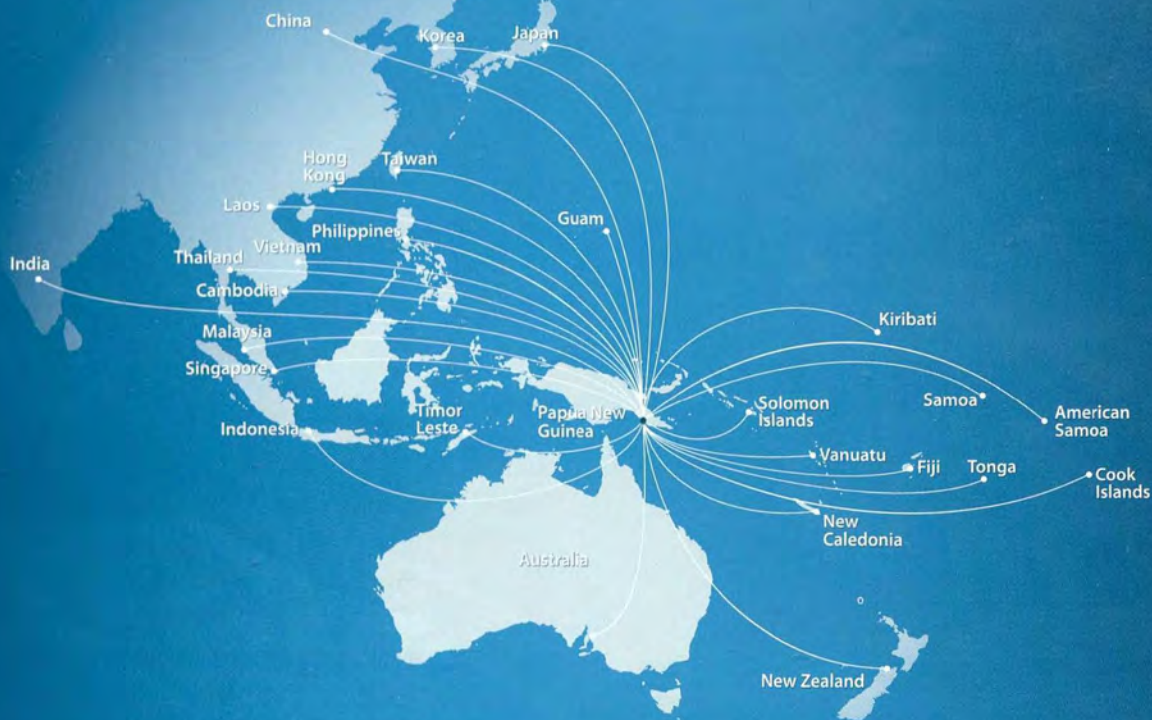 China
Korea
Japan
Hong
Kong
Taiwan
Laos
Guam
Philippines
Vietnam
Thailand
India
Cambodia
Kiribati
Malaysia
Singapore
Samoa
Solomon
Islands
American
Samoa
Timor
Leste
Papua New
Guinea
Indonesia
Vanuatu
Fiji
Tonga
Cook
Islands
New
Caledonia
Australia
New Zealand